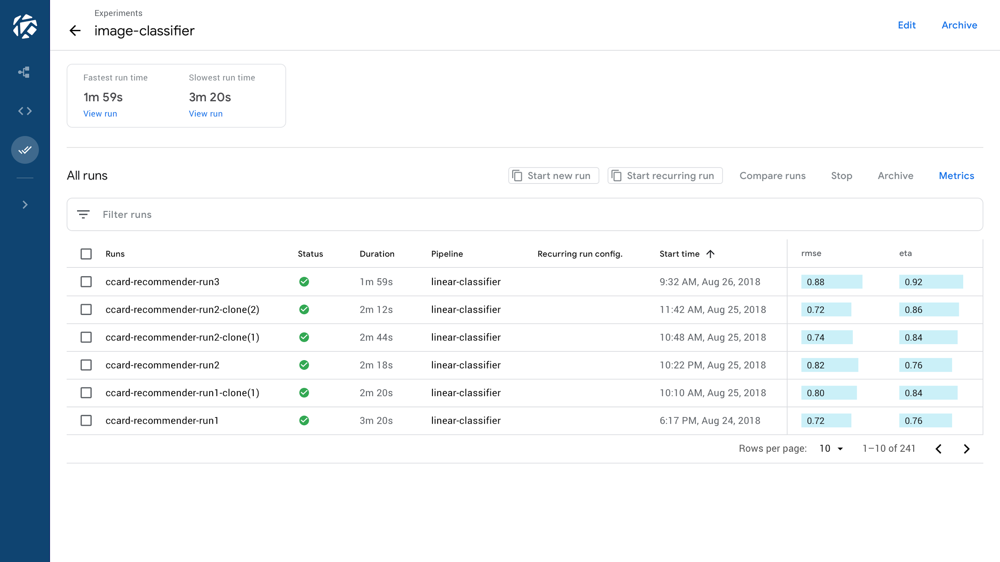 Experiments
image-classifier
Edit Archive
Fastest run time Slowest run time
1m 59s 3m 20s
View run View run
All runs Start new run Start recurring run Compare runs Stop Archive Metrics
Filter runs
Runs Status Duration Pipeline Recurring run config. Start time rmse eta
ccard-recommender-run3 1m 59s linear-classifier 9:32 AM, Aug 26, 2018 0.88 0.92
ccard-recommender-run2-clone(2) 2m 12s linear-classifier 11:42 AM, Aug 25, 2018 0.72 0.86
ccard-recommender-run2-clone(1) 2m 44s linear-classifier 10:48 AM, Aug 25, 2018 0.74 0.84
ccard-recommender-run2 2m 18s linear-classifier 10:22 PM, Aug 25, 2018 0.82 0.76
ccard-recommender-run1-clone(1) 2m 20s linear-classifier 10:10 AM, Aug 25, 2018 0.80 0.84
ccard-recommender-run1 3m 20s linear-classifier 6:17 PM, Aug 24, 2018 0.72 0.76
Rows per page: 10 1–10 of 241